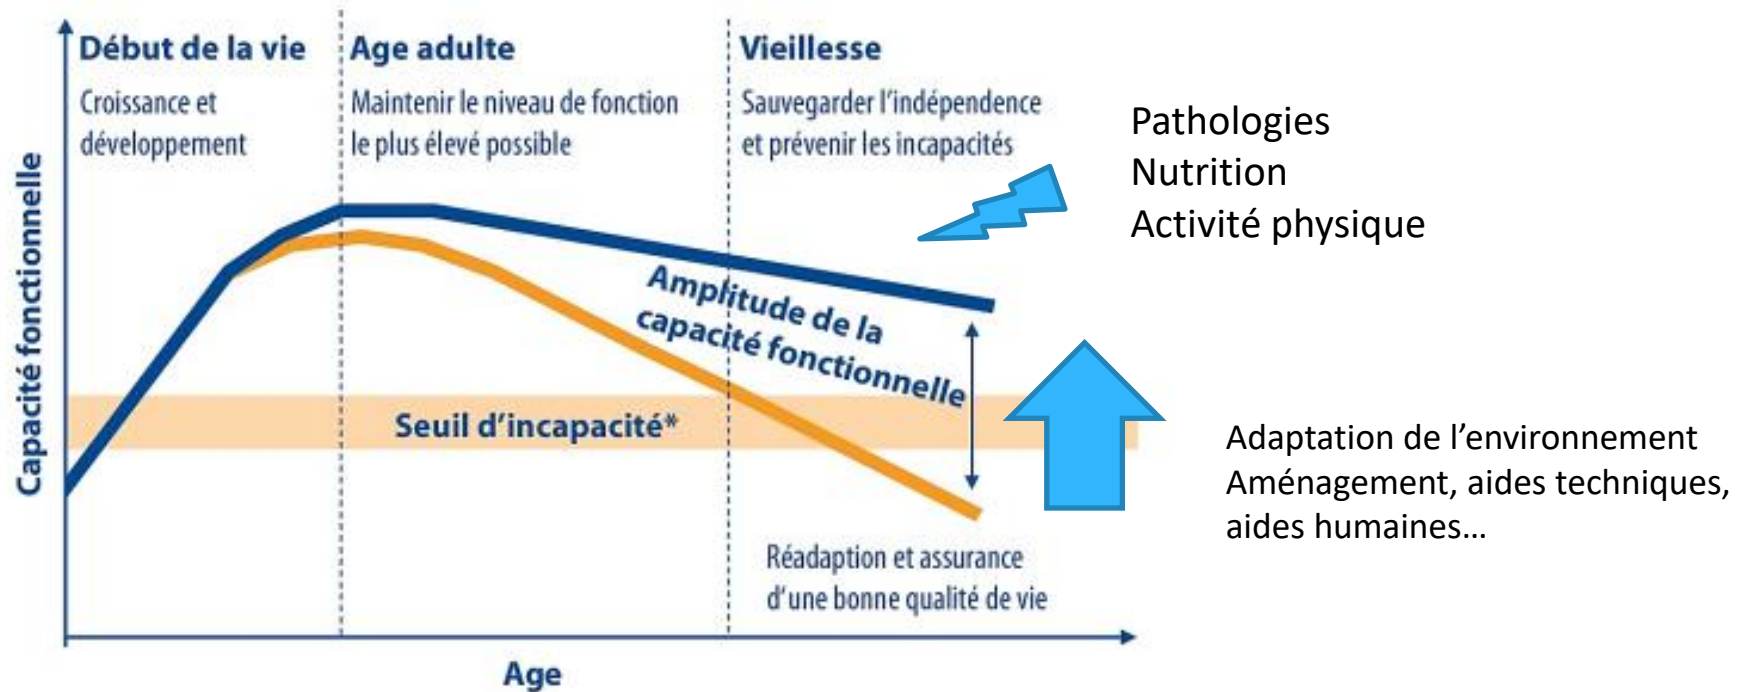 Début de la vie
Croissance et
développement
Age adulte
Maintenir le niveau de fonction
le plus élevé possible
Vieillesse
Sauvegarder l'indépendence
et prévenir les incapacités
Pathologies
Nutrition
Activité physique
Capacité fonctionnelle
Amplitude de la
capacité fonctionnelle
Seuil d'incapacité*
Adaptation de l'environnement
Aménagement, aides techniques,
aides humaines…
Réadaption et assurance
d'une bonne qualité de vie
Age